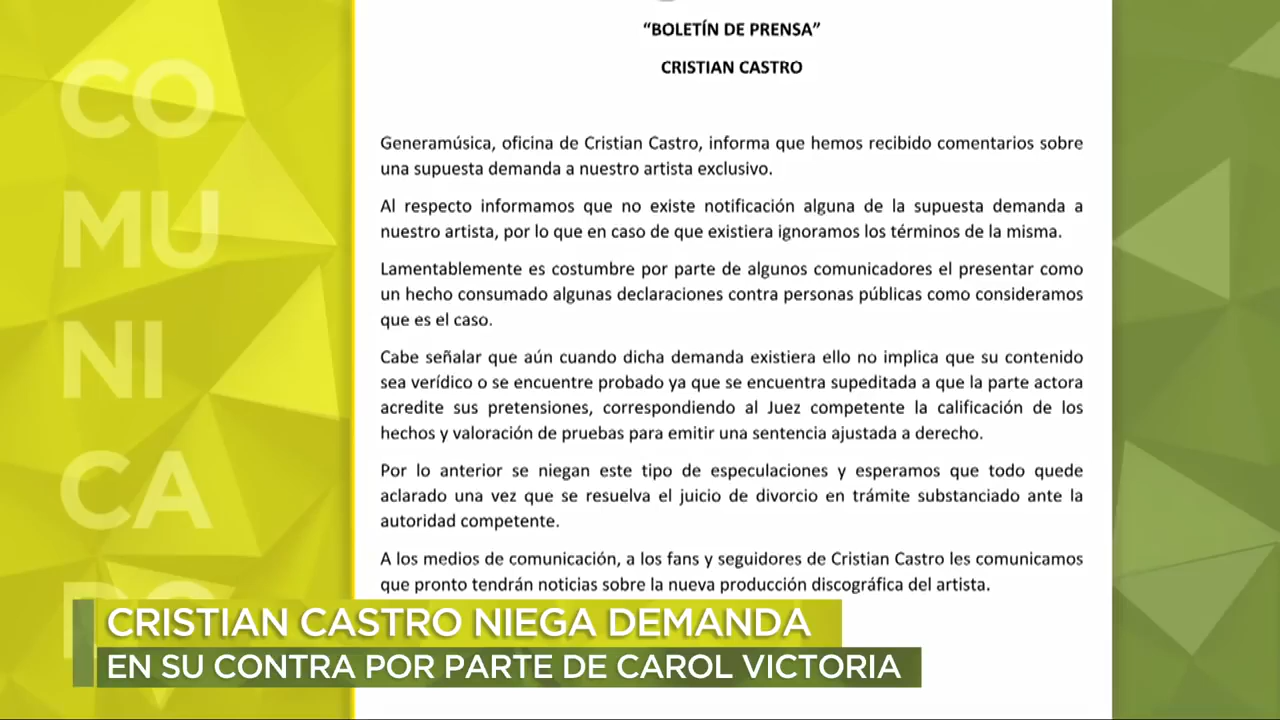 CO
MU
NI
CA
DO
“BOLETÍN DE PRENSA”
CRISTIAN CASTRO
Generamúsica, oficina de Cristian Castro, informa que hemos recibido comentarios sobre
una supuesta demanda a nuestro artista exclusivo.
Al respecto informamos que no existe notificación alguna de la supuesta demanda a
nuestro artista, por lo que en caso de que existiera ignoramos los términos de la misma.
Lamentablemente es costumbre por parte de algunos comunicadores el presentar como
un hecho consumado algunas declaraciones contra personas públicas como consideramos
que es el caso.
Cabe señalar que aún cuando dicha demanda existiera ello no implica que su contenido
sea verídico o se encuentre probado ya que se encuentra supeditada a que la parte actora
acredite sus pretensiones, correspondiendo al Juez competente la calificación de los
hechos y valoración de pruebas para emitir una sentencia ajustada a derecho.
Por lo anterior se niegan este tipo de especulaciones y esperamos que todo quede
aclarado una vez que se resuelva el juicio de divorcio en trámite substanciado ante la
autoridad competente.
A los medios de comunicación, a los fans y seguidores de Cristian Castro les comunicamos
que pronto tendrán noticias sobre la nueva producción discográfica del artista.
CRISTIAN CASTRO NIEGA DEMANDA
EN SU CONTRA POR PARTE DE CAROL VICTORIA